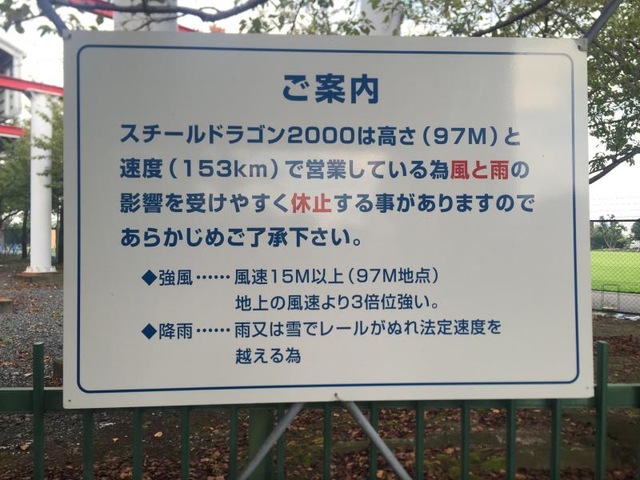 ご案内
スチールドラゴン2000は高さ（97M）と
速度（153km）で営業している為風と雨の
影響を受けやすく休止する事がありますので
あらかじめご了承下さい。
◆強風……風速15M以上（97M地点）
地上の風速より3倍位強い。
◆降雨……雨又は雪でレールがぬれ法定速度を
越える為